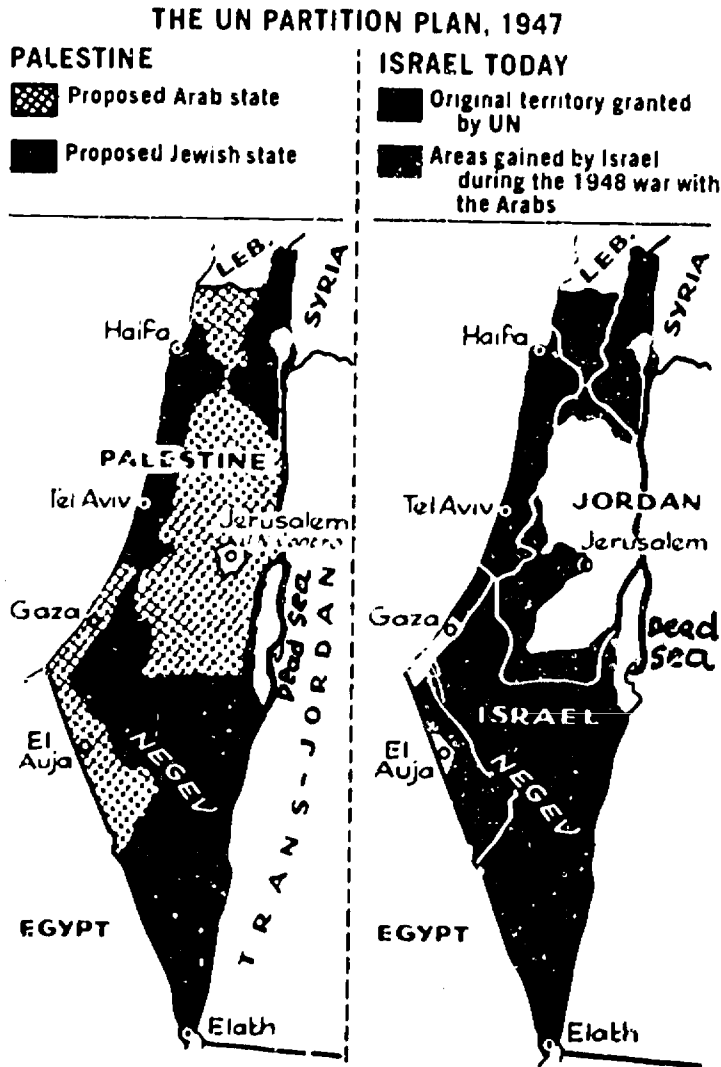 THE UN PARTITION PLAN, 1947
PALESTINE
Proposed Arab state
Proposed Jewish state
LEB.
SYRIA
Haifa
PALESTINE
Tel Aviv
Jerusalem
Gaza
Dead Sea
TRANS-JORDAN
El
Auja
NEGEV
EGYPT
Elath
ISRAEL TODAY
Original territory granted
by UN
Areas gained by Israel
during the 1948 war with
the Arabs
LEB.
SYRIA
Haifa
Tel Aviv
JORDAN
Jerusalem
Gaza
Dead
Sea
ISRAEL
El
Auja
NEGEV
EGYPT
Elath